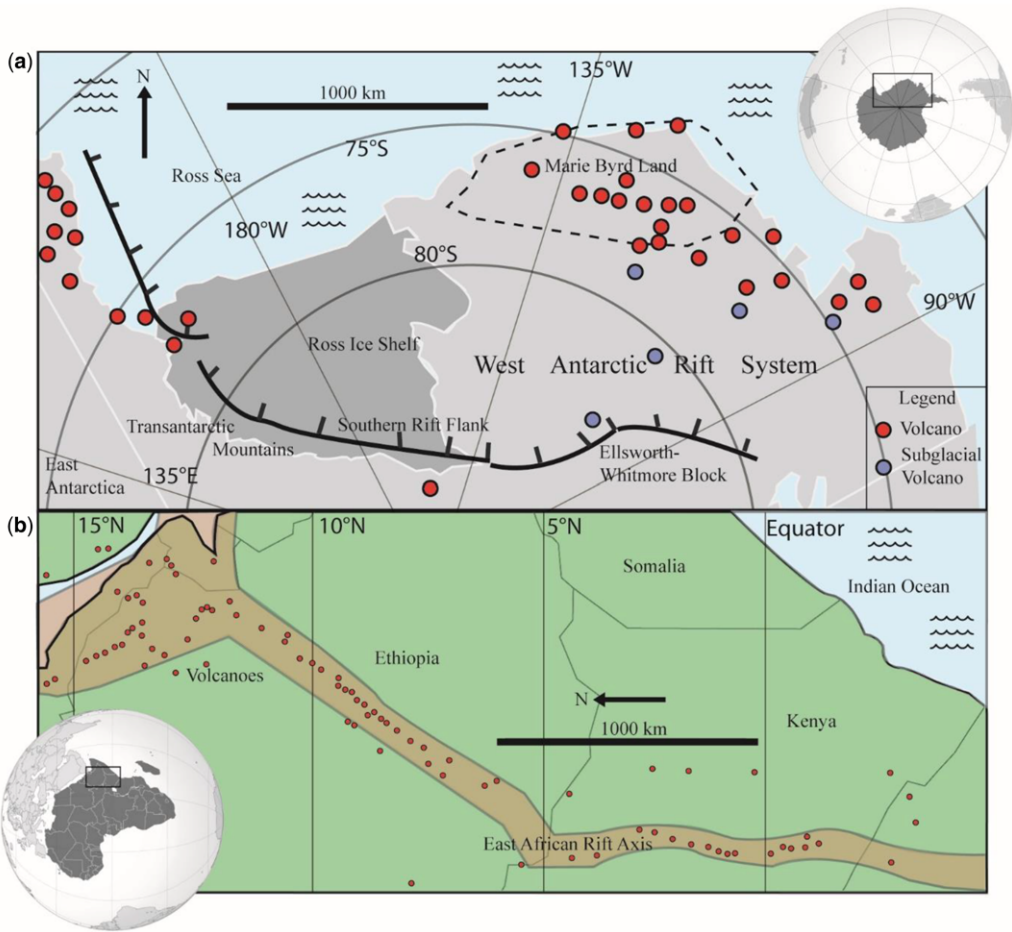 (a)
N
1000 km
135°W
75°S
Ross Sea
Marie Byrd Land
180°W
80°S
90°W
Ross Ice Shelf
West Antarctic Rift System
Legend
Volcano
Subglacial
Volcano
Transantarctic
Mountains
Southern Rift Flank
Ellsworth-
Whitmore Block
East
Antarctica
135°E
(b)
15°N
10°N
5°N
Equator
Somalia
Indian Ocean
Ethiopia
Volcanoes
N
Kenya
1000 km
East African Rift Axis